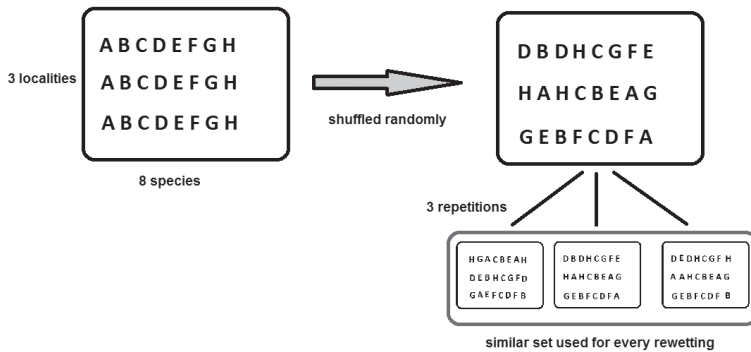 A B C D E F G H
3 localities
A B C D E F G H
A B C D E F G H
8 species
shuffled randomly
D B D H C G F E
H A H C B E A G
G E B F C D F A
3 repetitions
H G A C B E A H
D E B H C G F D
G A E F C D F B
D B D H C G F E
H A H C B E A G
G E B F C D F A
D E D H C G F H
A A H C B E A G
G E B F C D F B
similar set used for every rewetting